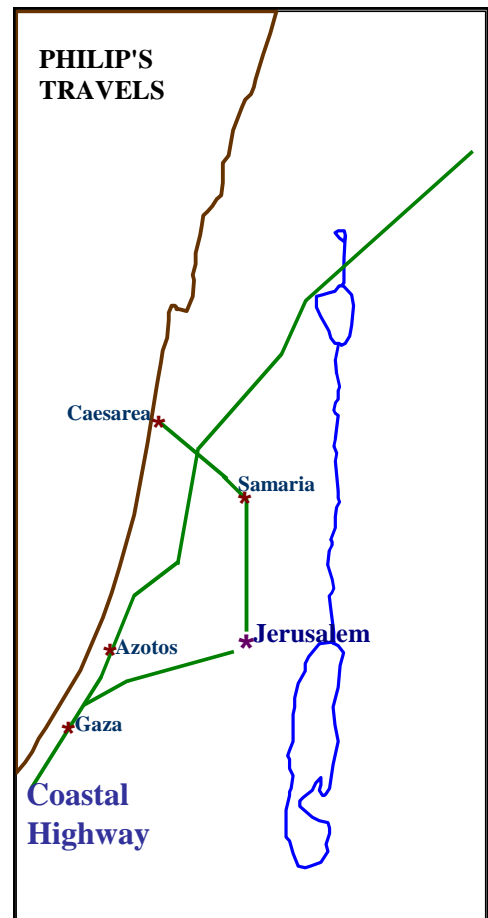 PHILIP'S
TRAVELS
Caesarea
Samaria
Jerusalem
Azotos
Gaza
Coastal
Highway